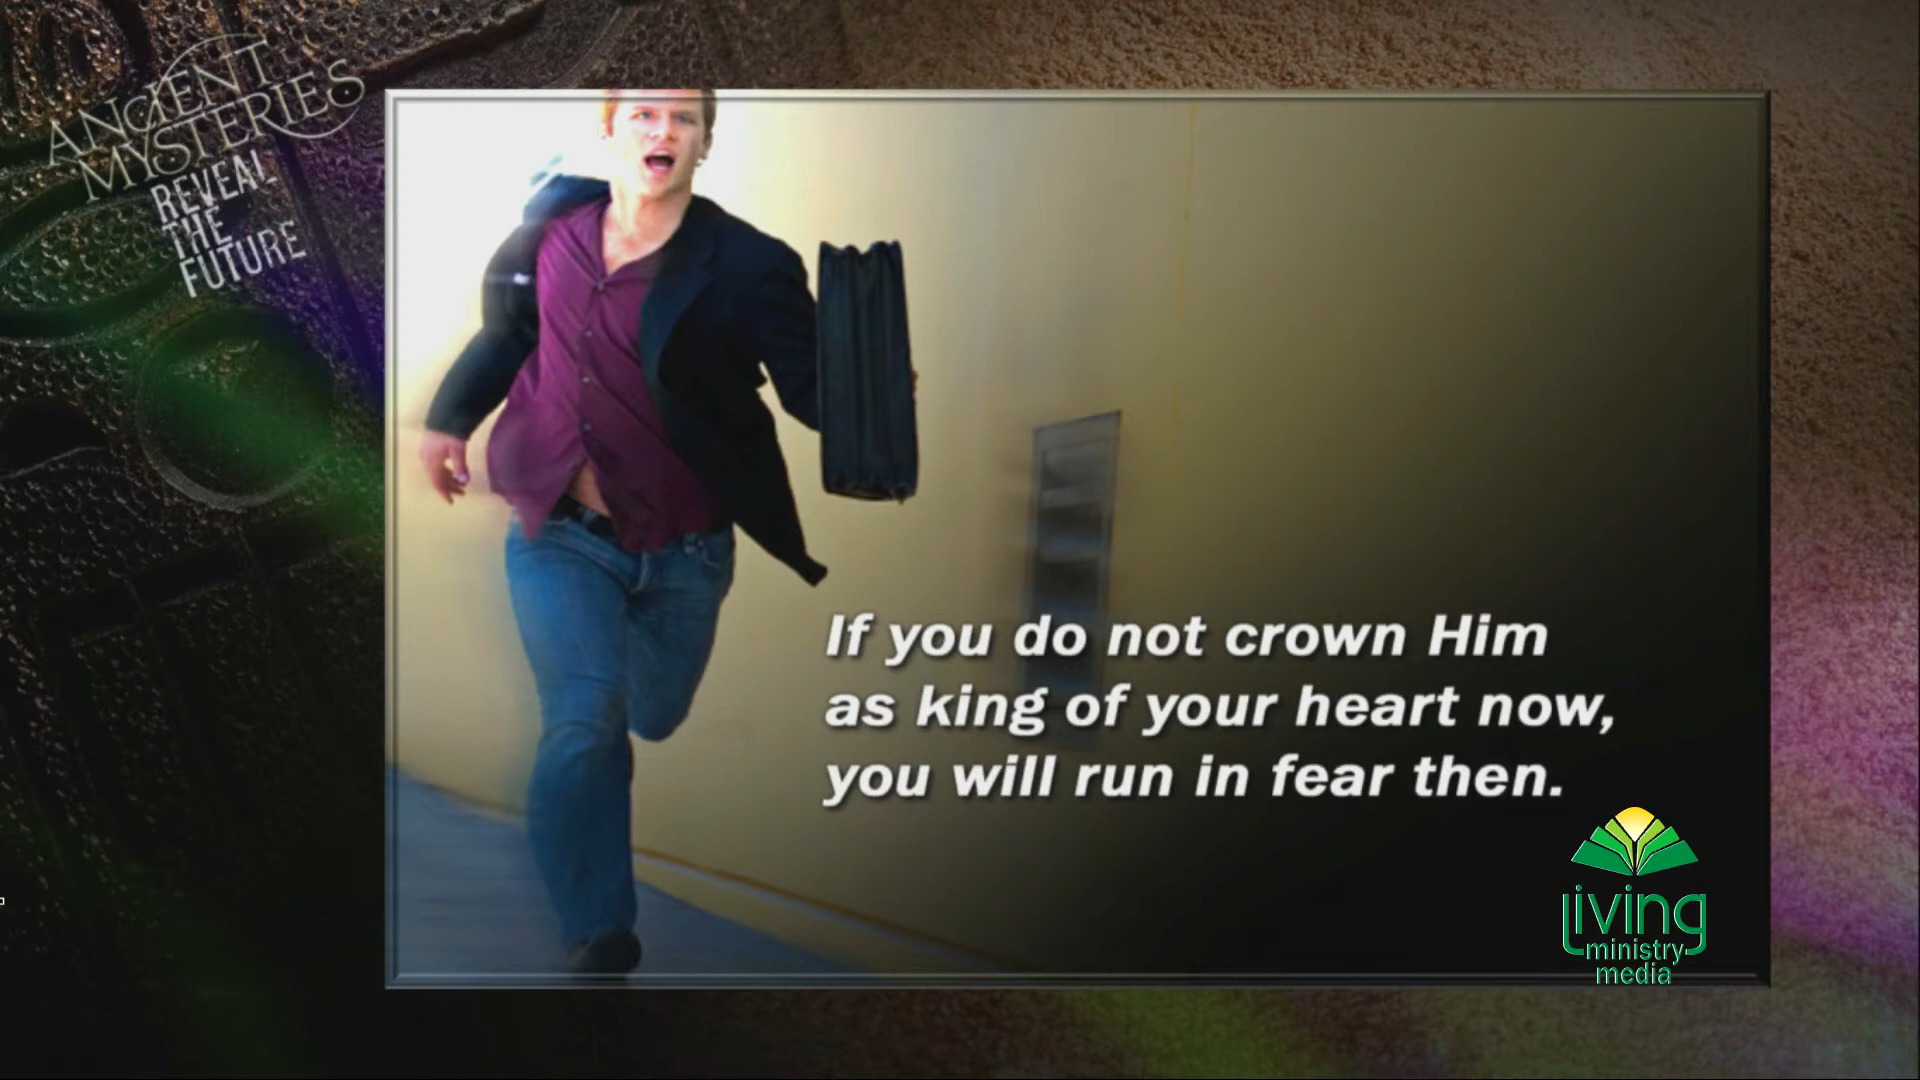 ANCIENT
MYSTERIES
REVEAL
THE
FUTURE
If you do not crown Him
as king of your heart now,
you will run in fear then.
Living
ministry
media